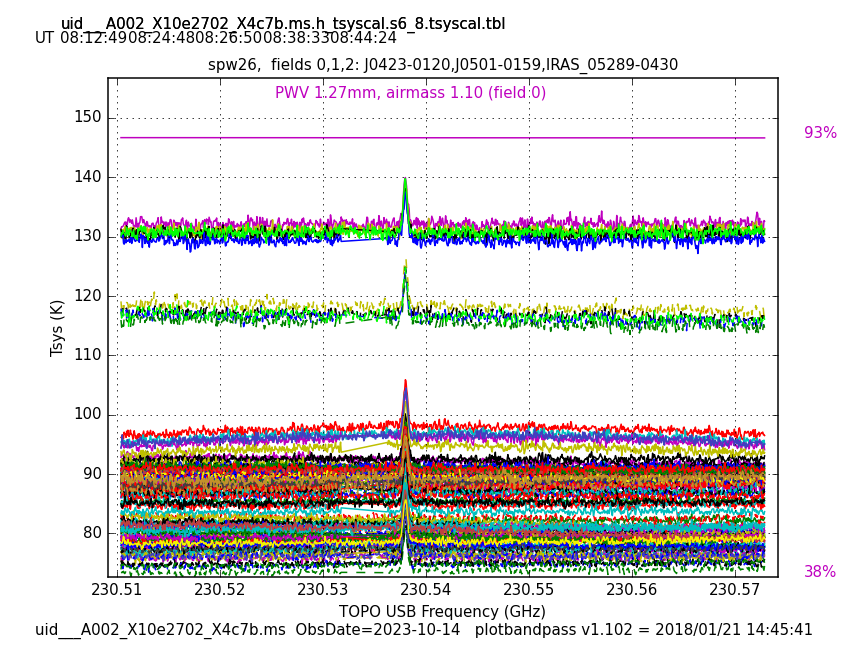 uid___A002_X10e2702_X4c7b.ms.h_tsyscal.s6_8.tsyscal.tbl
UT 08:12:4908:24:4808:26:5008:38:3308:44:24
spw26,  fields 0,1,2: J0423-0120,J0501-0159,IRAS_05289-0430
PWV 1.27mm, airmass 1.10 (field 0)
150
93%
140
130
120
Tsys (K)
110
100
90
80
38%
230.51 230.52 230.53 230.54 230.55 230.56 230.57
TOPO USB Frequency (GHz)
uid___A002_X10e2702_X4c7b.ms  ObsDate=2023-10-14   plotbandpass v1.102 = 2018/01/21 14:45:41